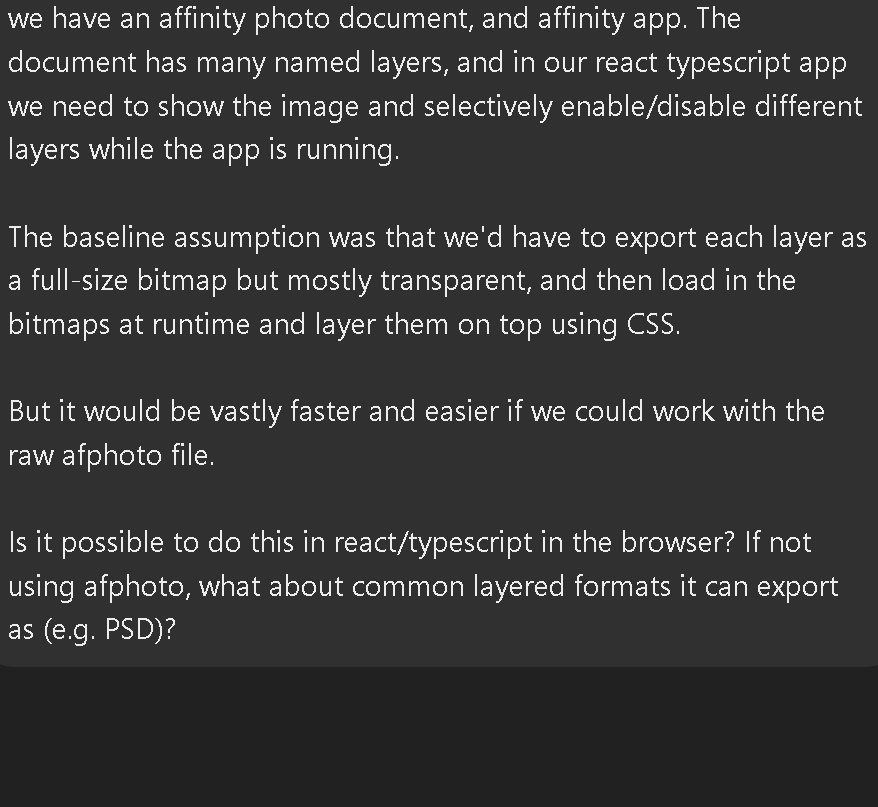 we have an affinity photo document, and affinity app. The
document has many named layers, and in our react typescript app
we need to show the image and selectively enable/disable different
layers while the app is running.
The baseline assumption was that we'd have to export each layer as
a full-size bitmap but mostly transparent, and then load in the
bitmaps at runtime and layer them on top using CSS.
But it would be vastly faster and easier if we could work with the
raw afphoto file.
Is it possible to do this in react/typescript in the browser? If not
using afphoto, what about common layered formats it can export
as (e.g. PSD)?